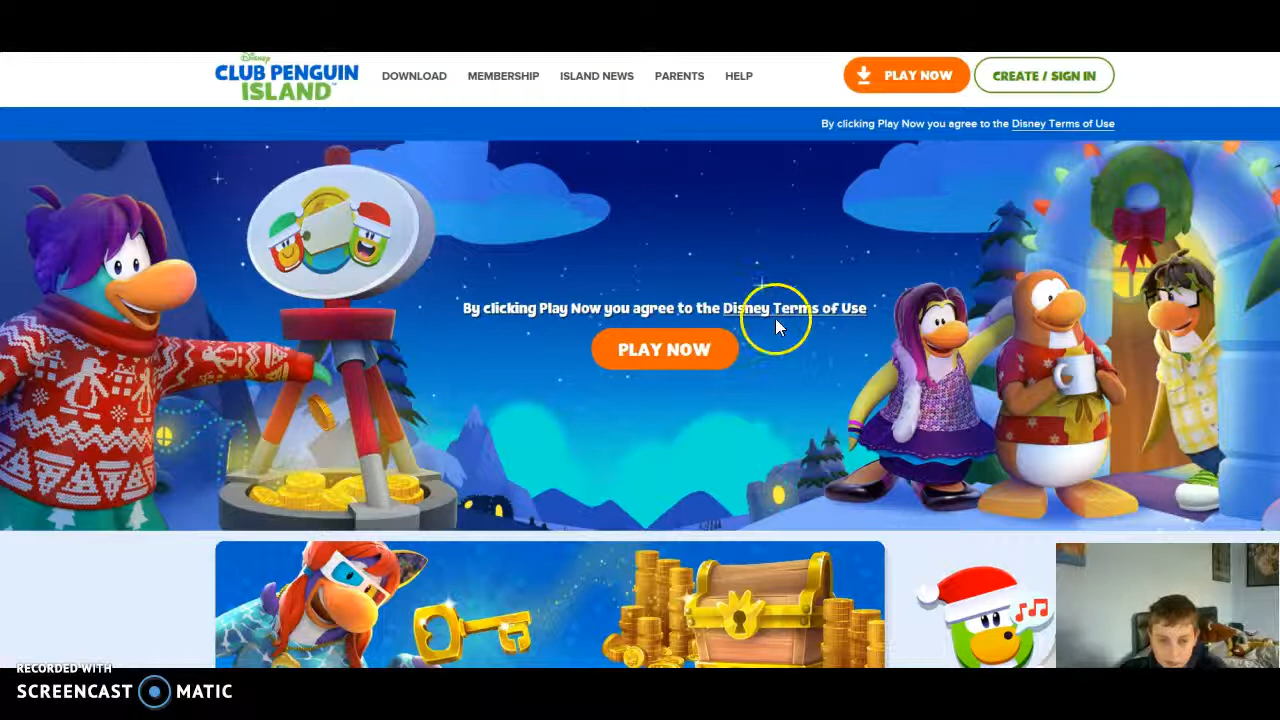 Disney
CLUB PENGUIN
ISLAND™
DOWNLOAD MEMBERSHIP ISLAND NEWS PARENTS HELP
PLAY NOW
CREATE / SIGN IN
By clicking Play Now you agree to the Disney Terms of Use
By clicking Play Now you agree to the Disney Terms of Use
PLAY NOW
RECORDED WITH
SCREENCAST MATIC